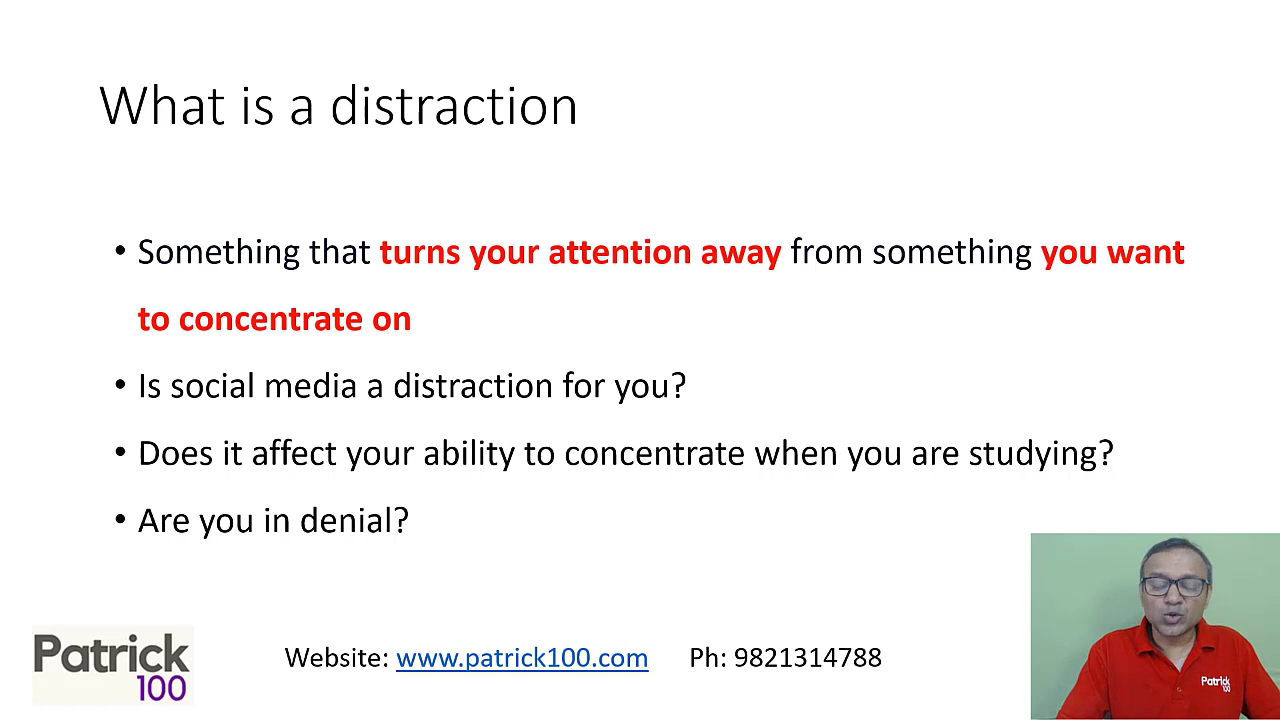 What is a distraction
• Something that turns your attention away from something you want
to concentrate on
• Is social media a distraction for you?
• Does it affect your ability to concentrate when you are studying?
• Are you in denial?
Patrick
100
Website: www.patrick100.com Ph: 9821314788
Patrick
100